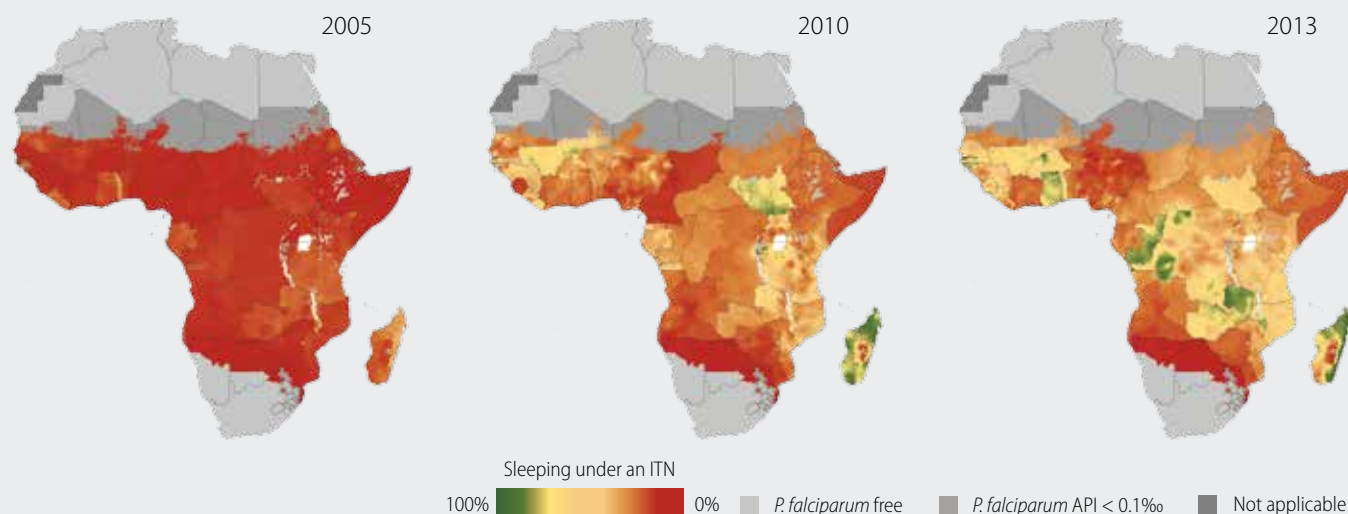 2005
2010
2013
Sleeping under an ITN
100%
0%
P. falciparum free
P. falciparum API < 0.1‰
Not applicable